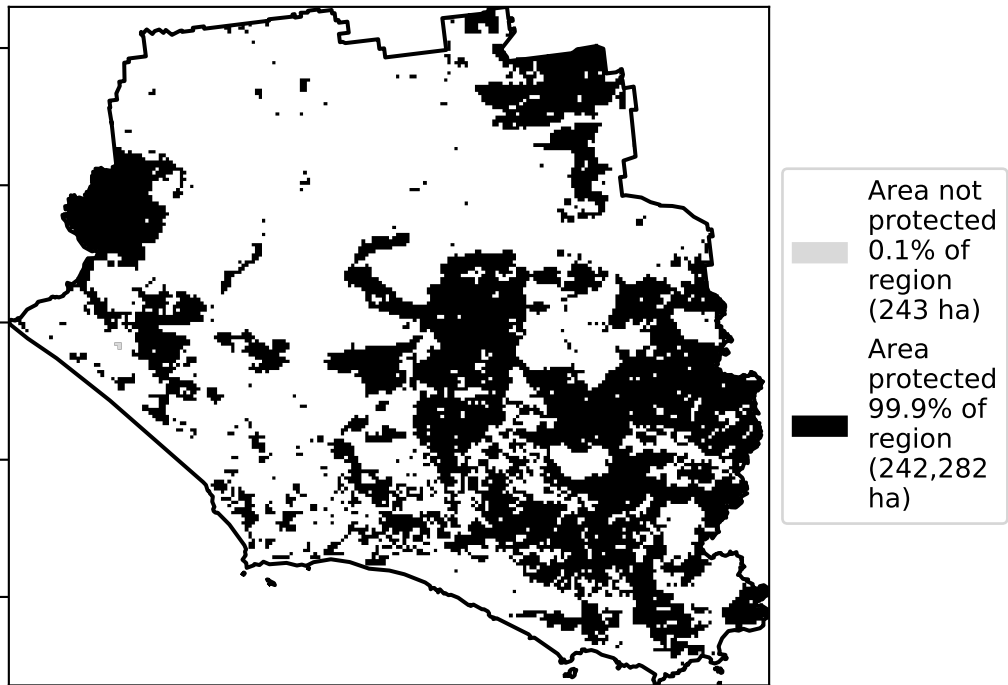 Area not
protected
0.1% of
region
(243 ha)
Area
protected
99.9% of
region
(242,282
ha)